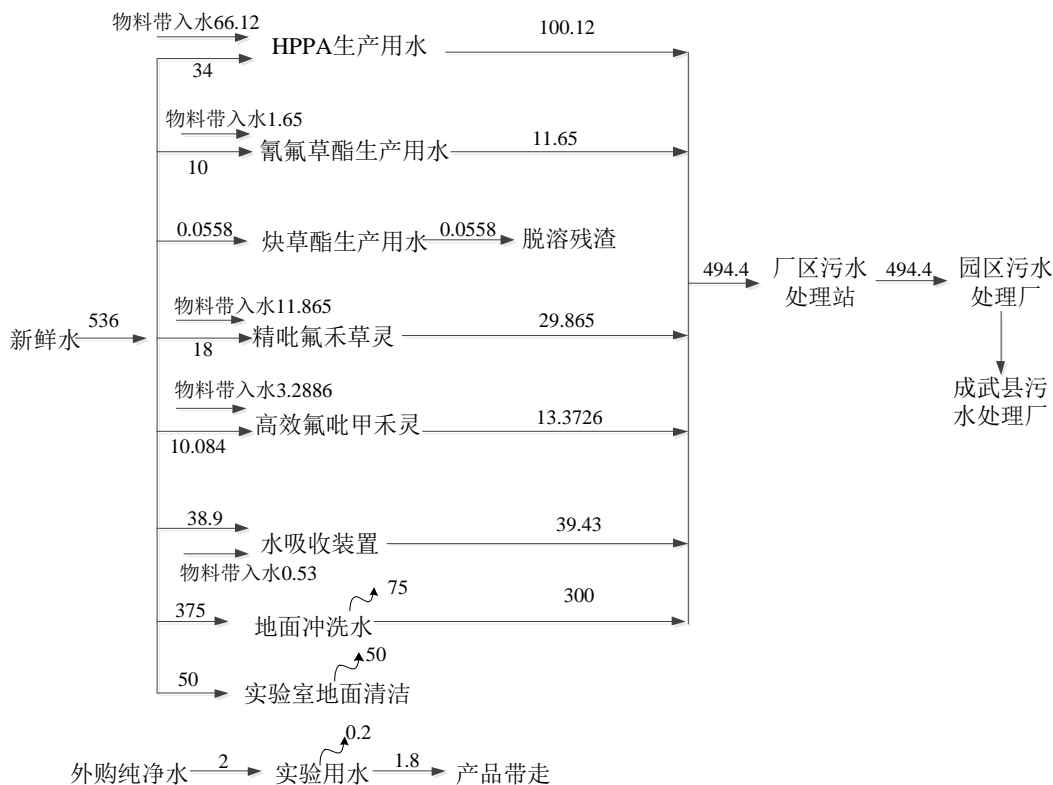 物料带入水66.12
HPPA生产用水
100.12
34
物料带入水1.65
氰氟草酯生产用水
11.65
10
0.0558
炔草酯生产用水
0.0558
脱溶残渣
494.4
厂区污水
处理站
494.4
园区污水
处理厂
物料带入水11.865
新鲜水
536
18
精吡氟禾草灵
29.865
物料带入水3.2886
高效氟吡甲禾灵
13.3726
10.084
成武县污
水处理厂
38.9
水吸收装置
39.43
物料带入水0.53
375
地面冲洗水
75
300
50
实验室地面清洁
50
外购纯净水
2
实验用水
0.2
1.8
产品带走